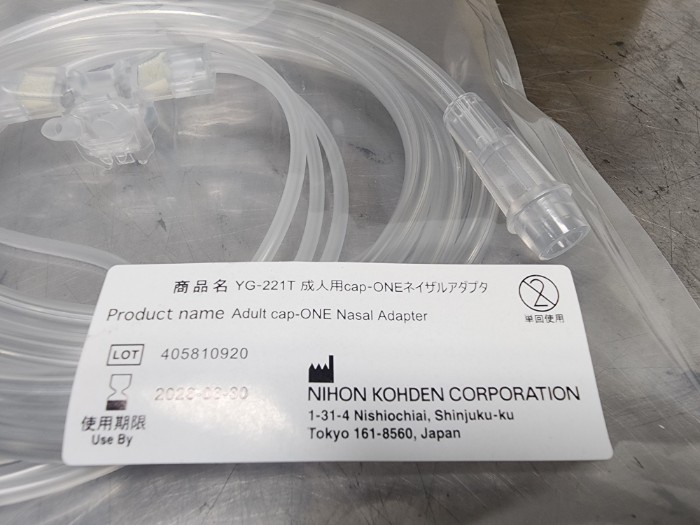 商品名 YG-221T 成人用cap-ONEネイザルアダプタ
Product name Adult cap-ONE Nasal Adapter
2
単回使用
LOT 405810920
使用期限
Use By
NIHON KOHDEN CORPORATION
1-31-4 Nishiochiai, Shinjuku-ku
Tokyo 161-8560, Japan